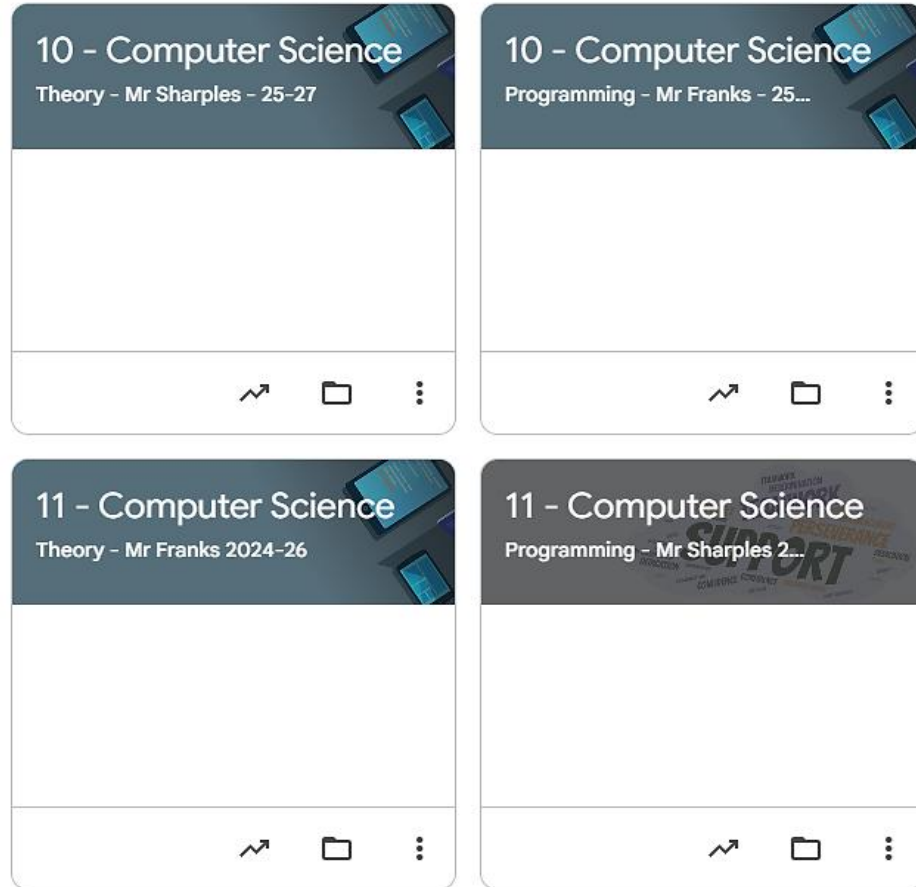 10 - Computer Science
Theory - Mr Sharples - 25-27
10 - Computer Science
Programming - Mr Franks - 25...
11 - Computer Science
Theory - Mr Franks 2024-26
11 - Computer Science
Programming - Mr Sharples 2...
SUPPORT
PERSEVERANCE